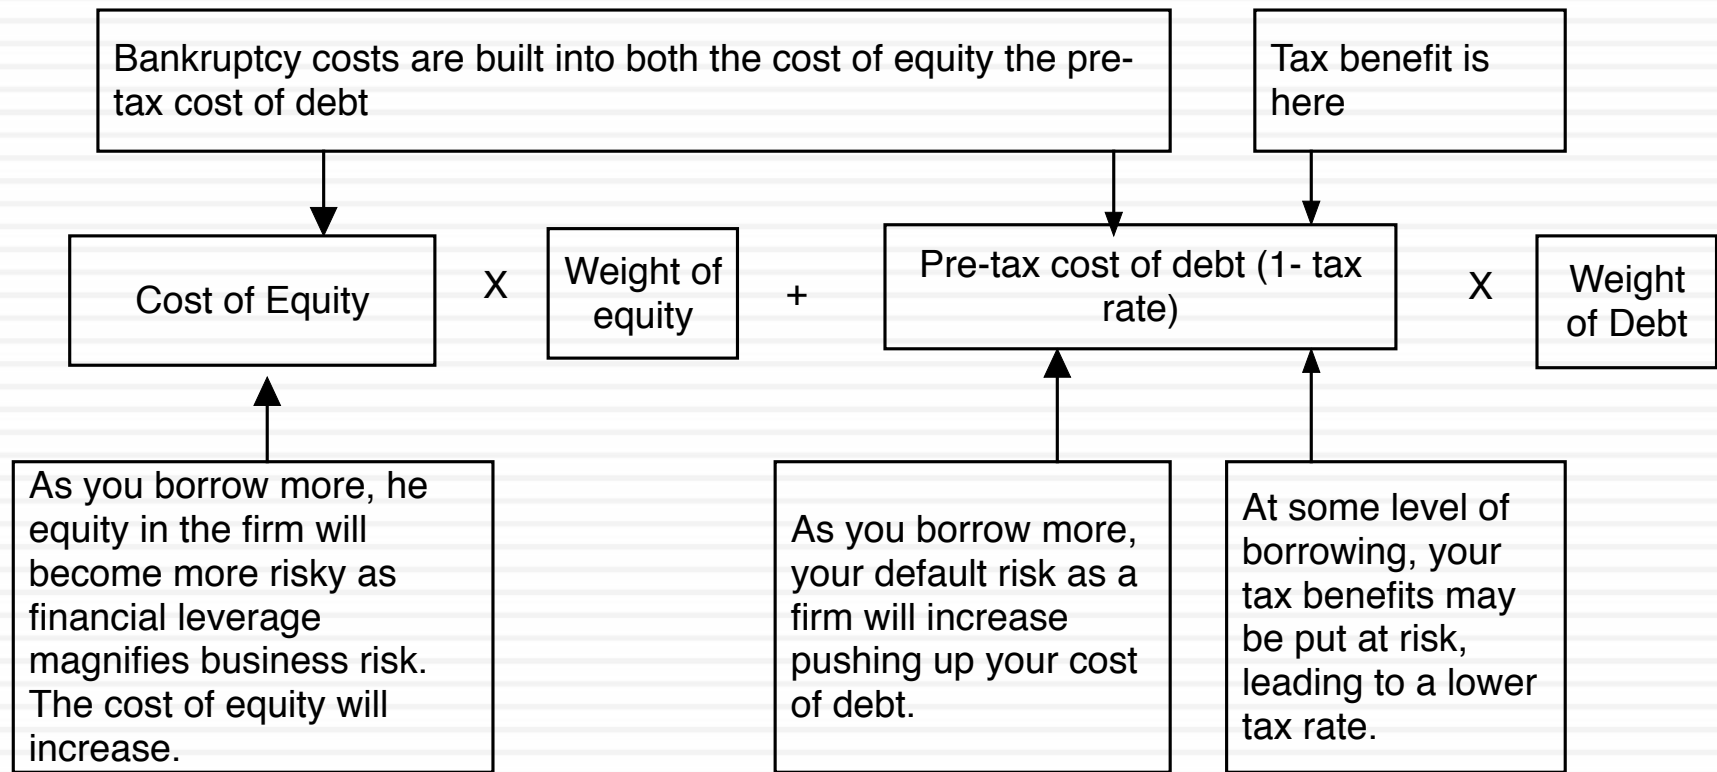 Bankruptcy costs are built into both the cost of equity the pre-
tax cost of debt
Tax benefit is
here
Cost of Equity
X
Weight of
equity
+
Pre-tax cost of debt (1- tax
rate)
X
Weight
of Debt
As you borrow more, he
equity in the firm will
become more risky as
financial leverage
magnifies business risk.
The cost of equity will
increase.
As you borrow more,
your default risk as a
firm will increase
pushing up your cost
of debt.
At some level of
borrowing, your
tax benefits may
be put at risk,
leading to a lower
tax rate.